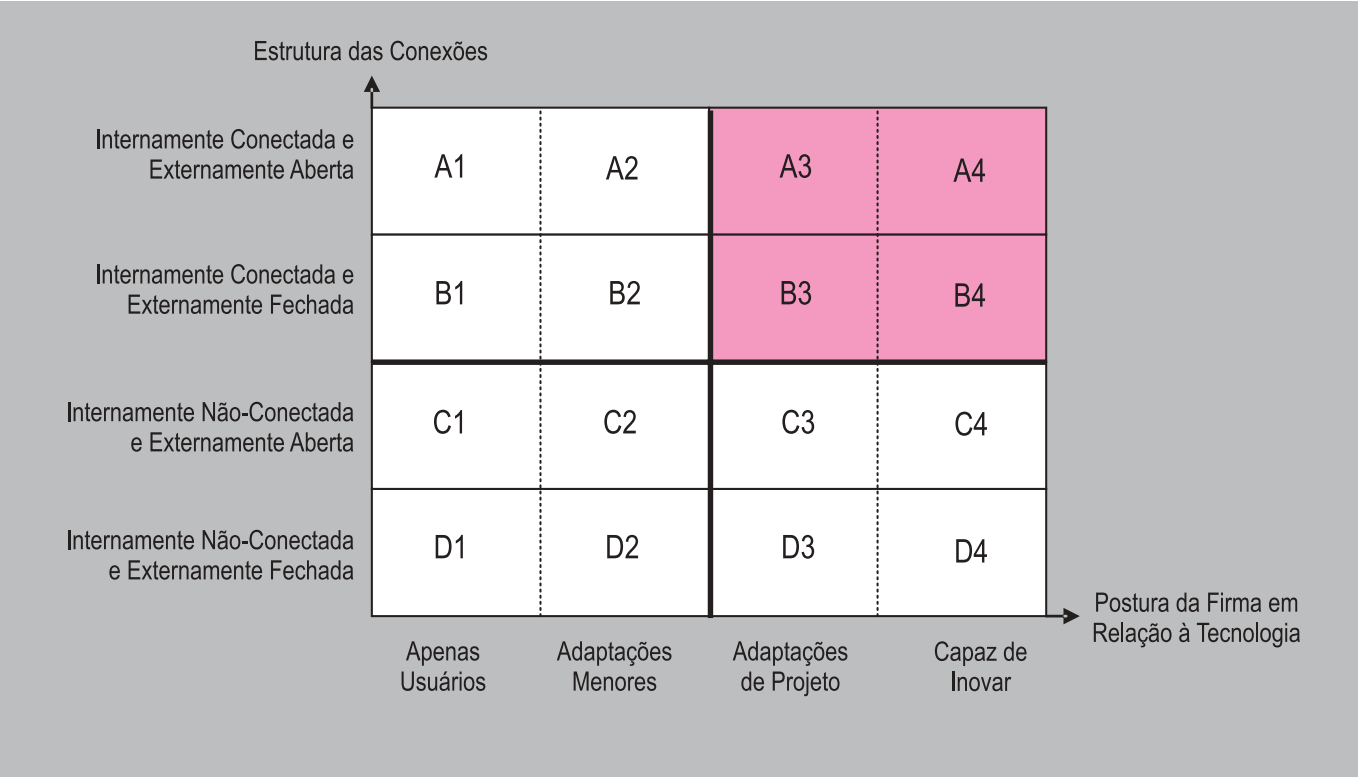 Estrutura das Conexões
Internamente Conectada e
Externamente Aberta
A1
A2
A3
A4
Internamente Conectada e
Externamente Fechada
B1
B2
B3
B4
Internamente Não-Conectada
e Externamente Aberta
C1
C2
C3
C4
Internamente Não-Conectada
e Externamente Fechada
D1
D2
D3
D4
Postura da Firma em
Relação à Tecnologia
Apenas
Usuários
Adaptações
Menores
Adaptações
de Projeto
Capaz de
Inovar